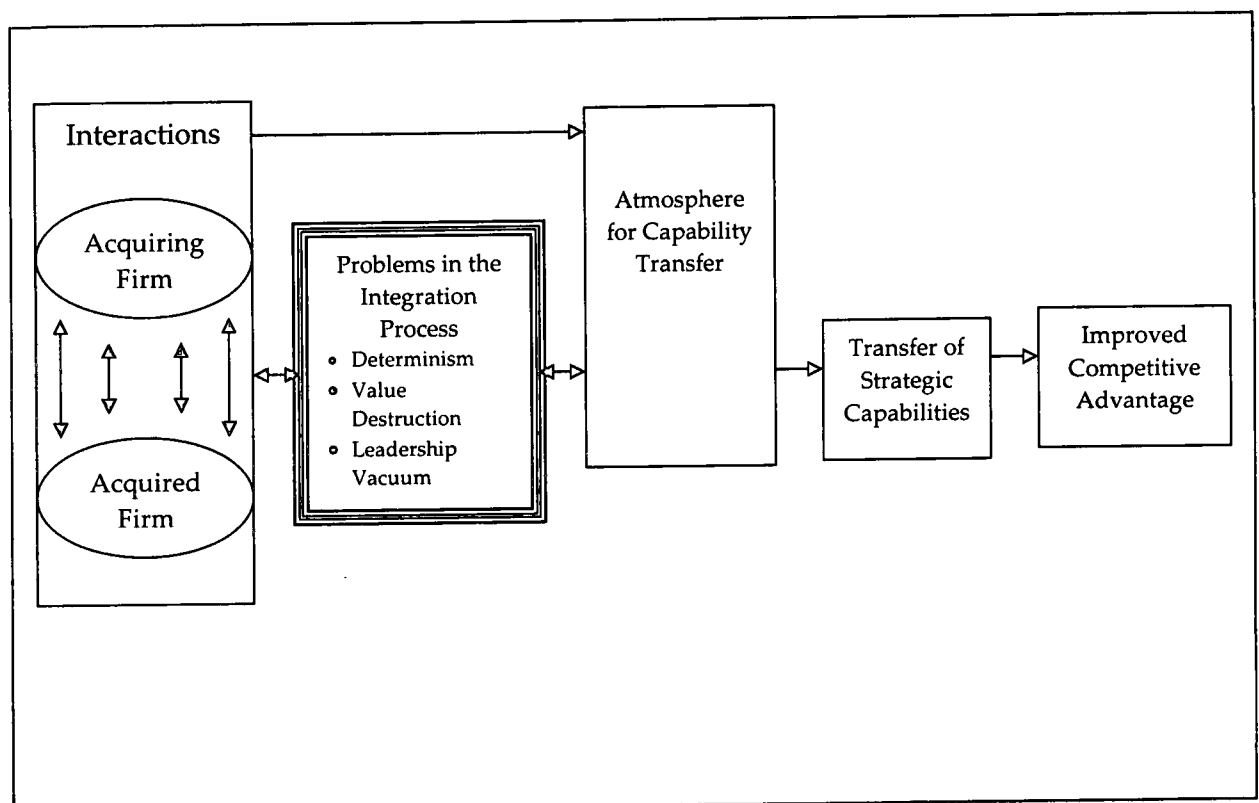 Interactions
Acquiring
Firm
Acquired
Firm
Problems in the
Integration
Process
Determinism
Value
Destruction
Leadership
Vacuum
Atmosphere
for Capability
Transfer
Transfer of
Strategic
Capabilities
Improved
Competitive
Advantage